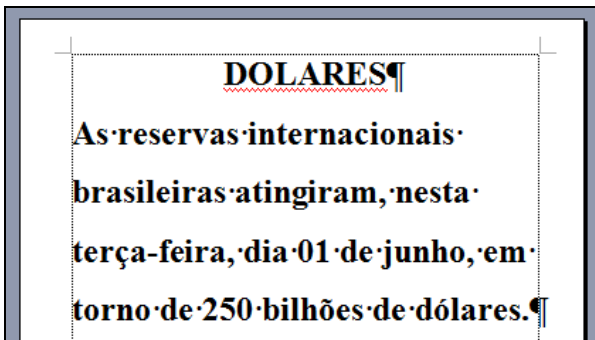 DOLARES¶
As·reservas·internacionais·
brasileiras·atingiram,·nesta·
terça-feira,·dia·01·de·junho,·em·
torno·de·250·bilhões·de·dólares.¶